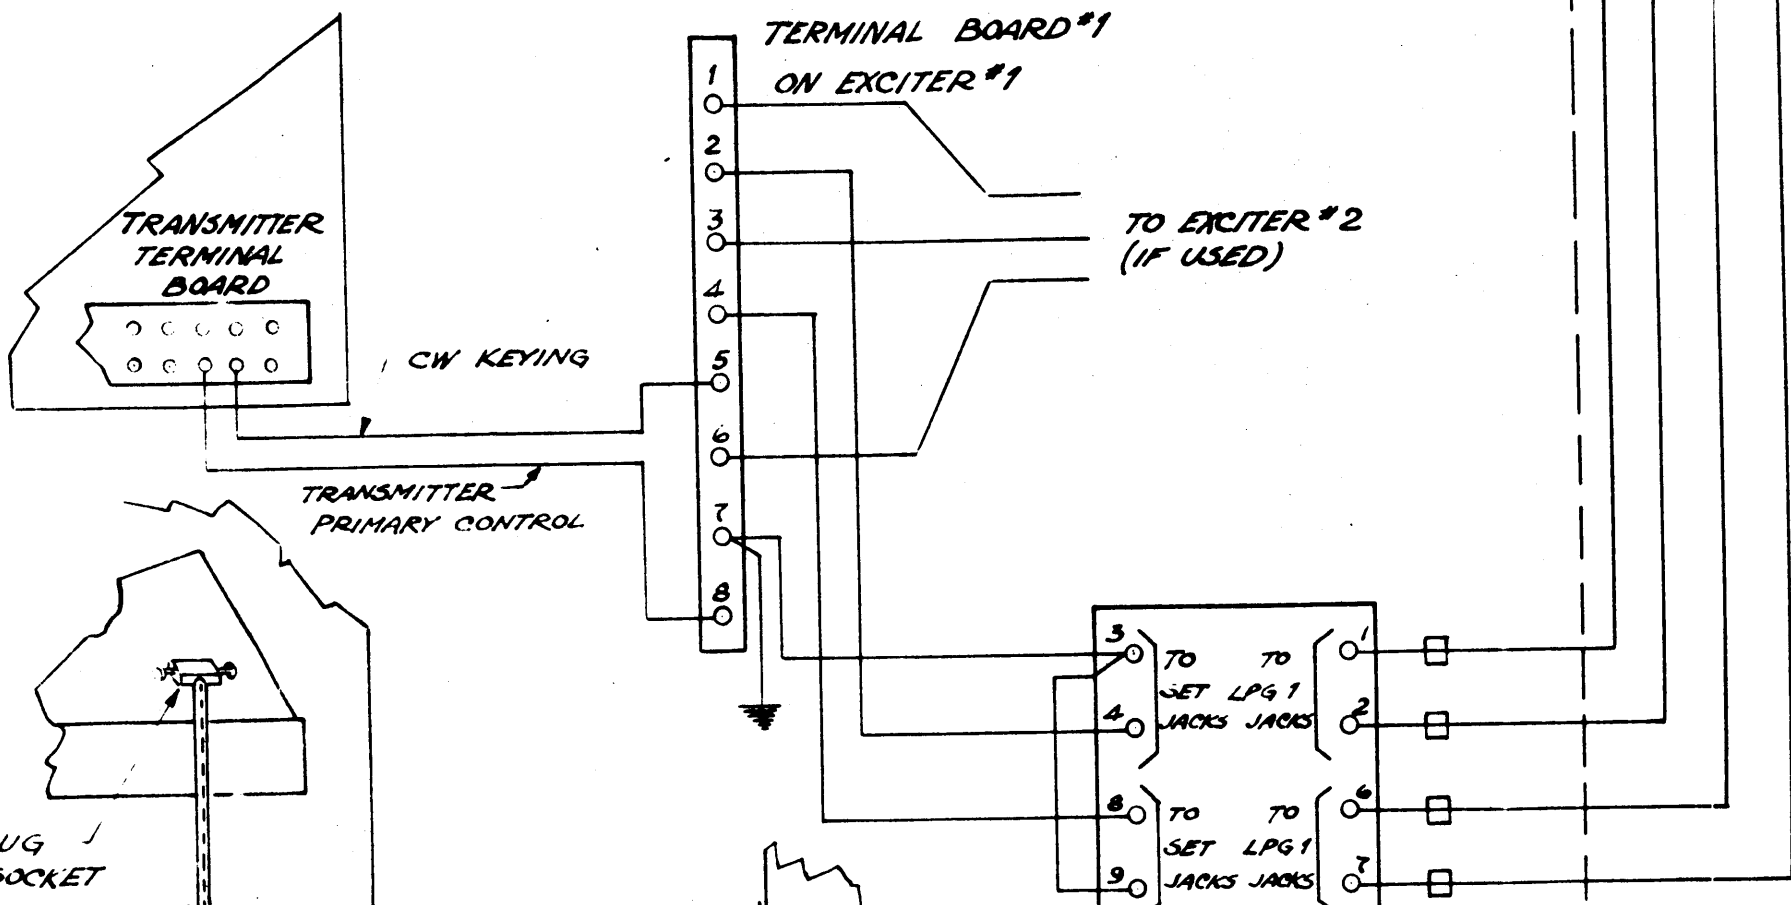 TERMINAL BOARD #1
ON EXCITER #1
1
2
3
4
5
6
7
8
TO EXCITER #2
(IF USED)
TRANSMITTER
TERMINAL
BOARD
CW KEYING
TRANSMITTER
PRIMARY CONTROL
3 TO TO 1
SET LPG 1
4 JACKS JACKS 2
8 TO TO 6
SET LPG 1
9 JACKS JACKS 7
UG
SOCKET